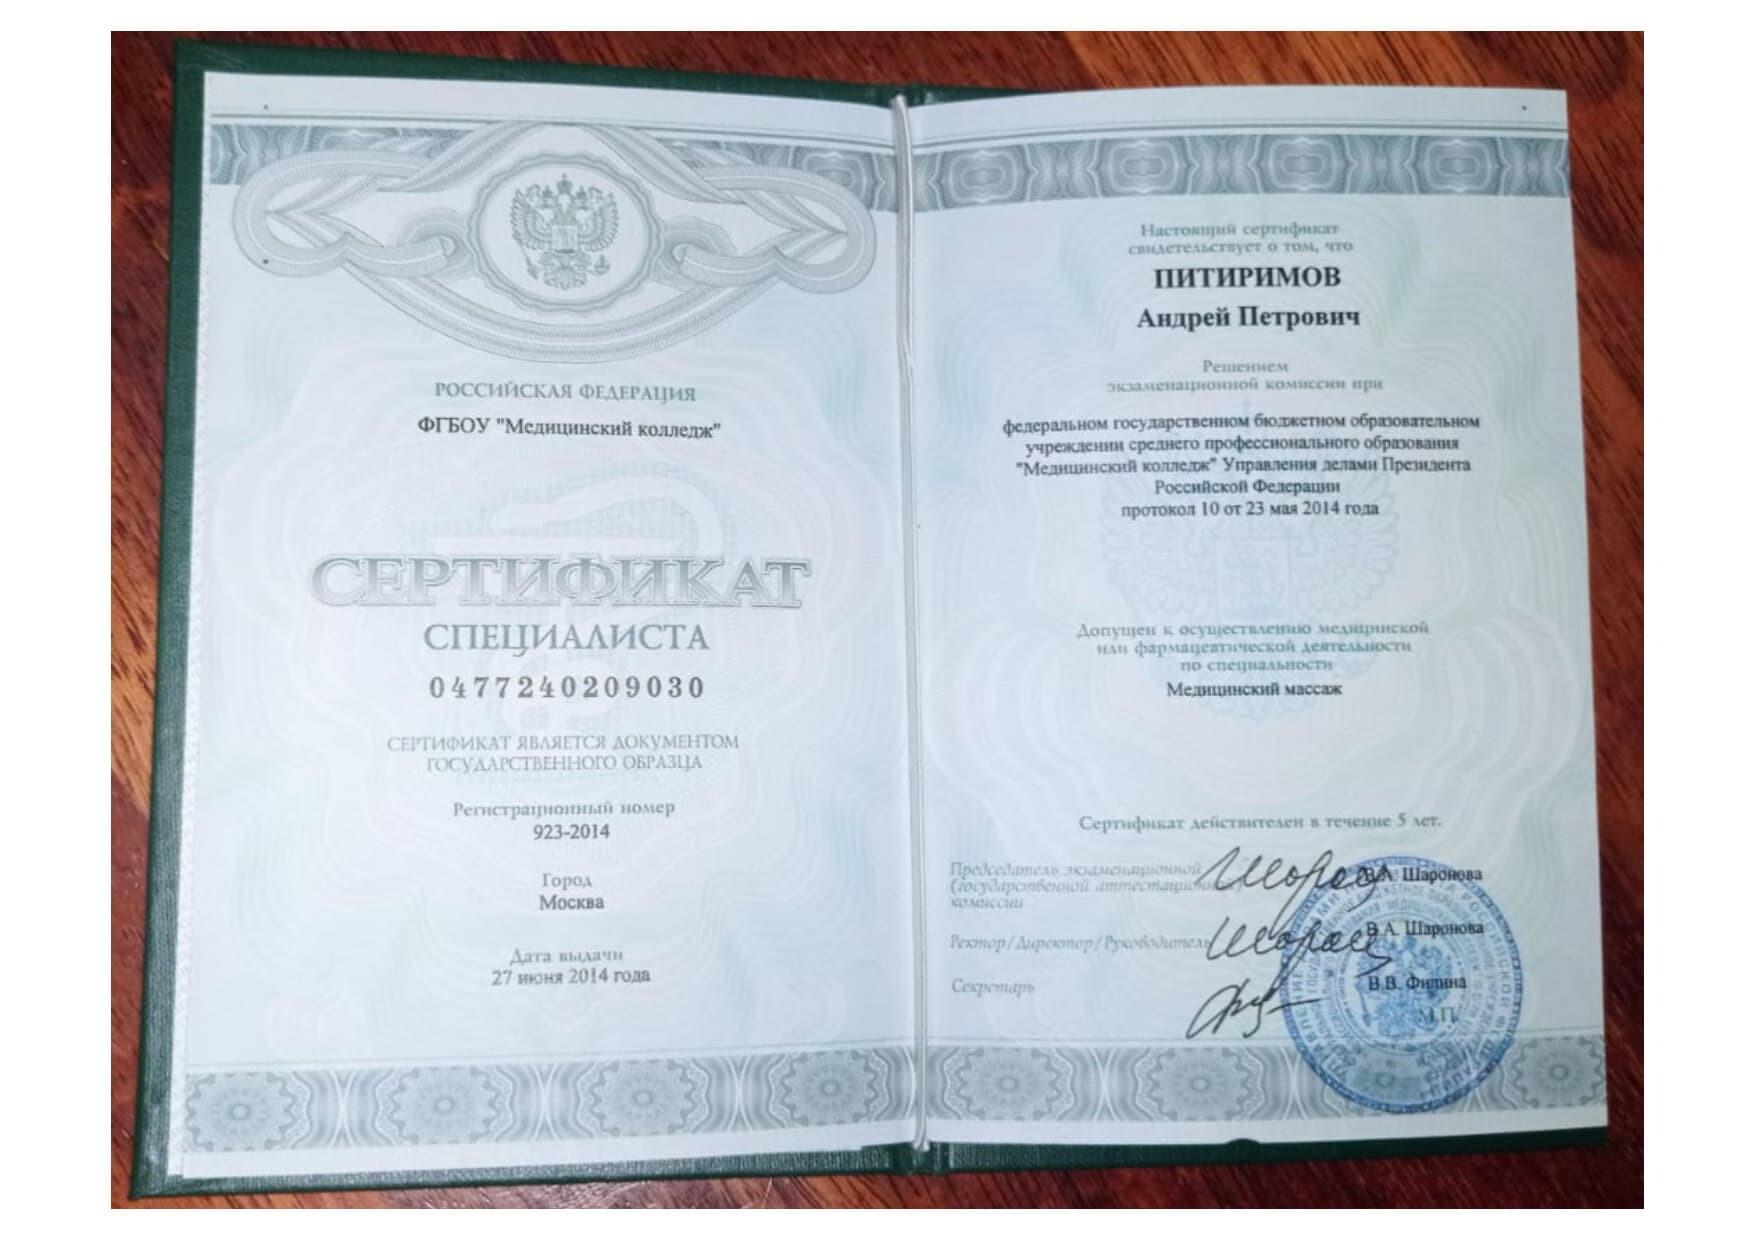 РОССИЙСКАЯ ФЕДЕРАЦИЯ
ФГБОУ "Медицинский колледж"
СЕРТИФИКАТ
СПЕЦИАЛИСТА
0477240209030
СЕРТИФИКАТ ЯВЛЯЕТСЯ ДОКУМЕНТОМ
ГОСУДАРСТВЕННОГО ОБРАЗЦА
Регистрационный номер
923-2014
Город
Москва
Дата выдачи
27 июня 2014 года
Настоящий сертификат
свидетельствует о том, что
ПИТИРИМОВ
Андрей Петрович
Решением
экзаменационной комиссии при
федеральном государственном бюджетном образовательном
учреждении среднего профессионального образования
"Медицинский колледж" Управления делами Президента
Российской Федерации
протокол 10 от 23 мая 2014 года
Допущен к осуществлению медицинской
или фармацевтической деятельности
по специальности
Медицинский массаж
Сертификат действителен в течение 5 лет.
Председатель экзаменационной
(государственной аттестационной)
комиссии
В.А. Шаронова
Ректор/Директор/Руководитель
В.А. Шаронова
Секретарь
В.В. Филина
М.П.